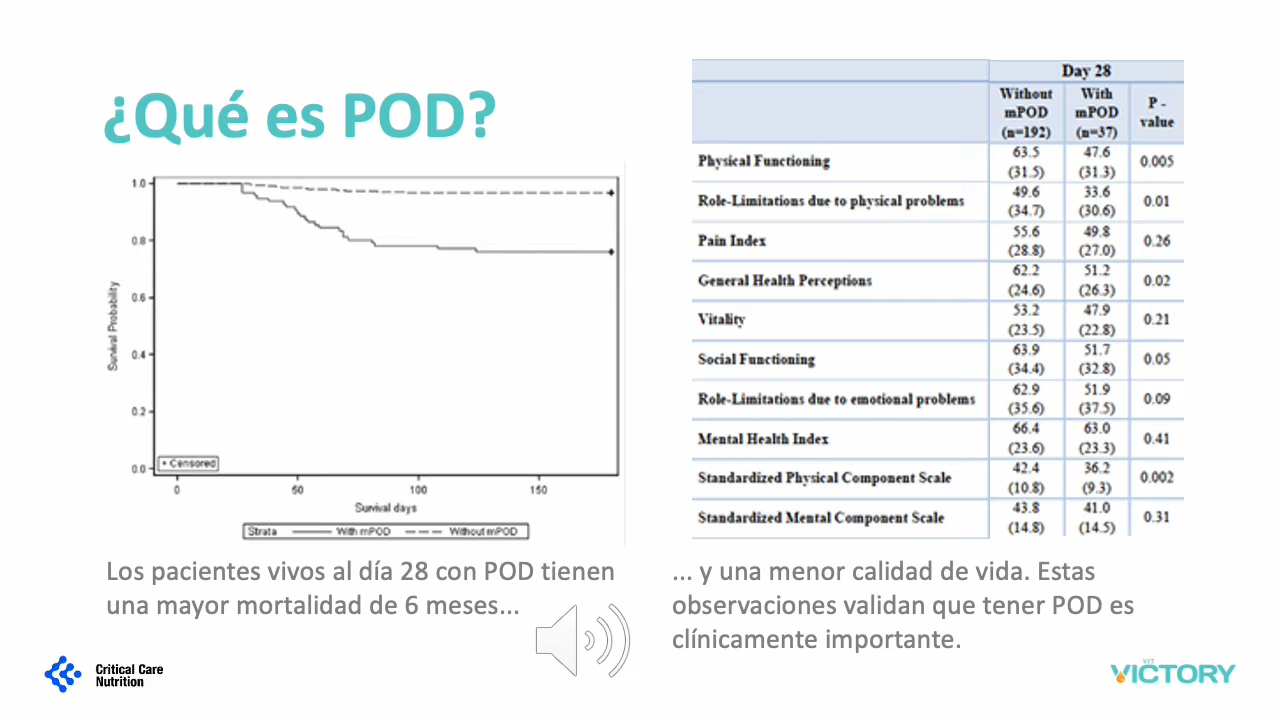 ¿Qué es POD?
1.0
0.8
0.6
0.4
0.2
0.0
Survival Probability
• Censored
0 50 100 150
Survival days
Strata With mPOD Without mPOD
Los pacientes vivos al día 28 con POD tienen
una mayor mortalidad de 6 meses...
Day 28
Without mPOD (n=192) With mPOD (n=37) P - value
Physical Functioning 63.5 (31.5) 47.6 (31.3) 0.005
Role-Limitations due to physical problems 49.6 (34.7) 33.6 (30.6) 0.01
Pain Index 55.6 (28.8) 49.8 (27.0) 0.26
General Health Perceptions 62.2 (24.6) 51.2 (26.3) 0.02
Vitality 53.2 (23.5) 47.9 (22.8) 0.21
Social Functioning 63.9 (34.4) 51.7 (32.8) 0.05
Role-Limitations due to emotional problems 62.9 (35.6) 51.9 (37.5) 0.09
Mental Health Index 66.4 (23.6) 63.0 (23.3) 0.41
Standardized Physical Component Scale 42.4 (10.8) 36.2 (9.3) 0.002
Standardized Mental Component Scale 43.8 (14.8) 41.0 (14.5) 0.31
... y una menor calidad de vida. Estas
observaciones validan que tener POD es
clínicamente importante.
Critical Care
Nutrition
VIT
VICTORY